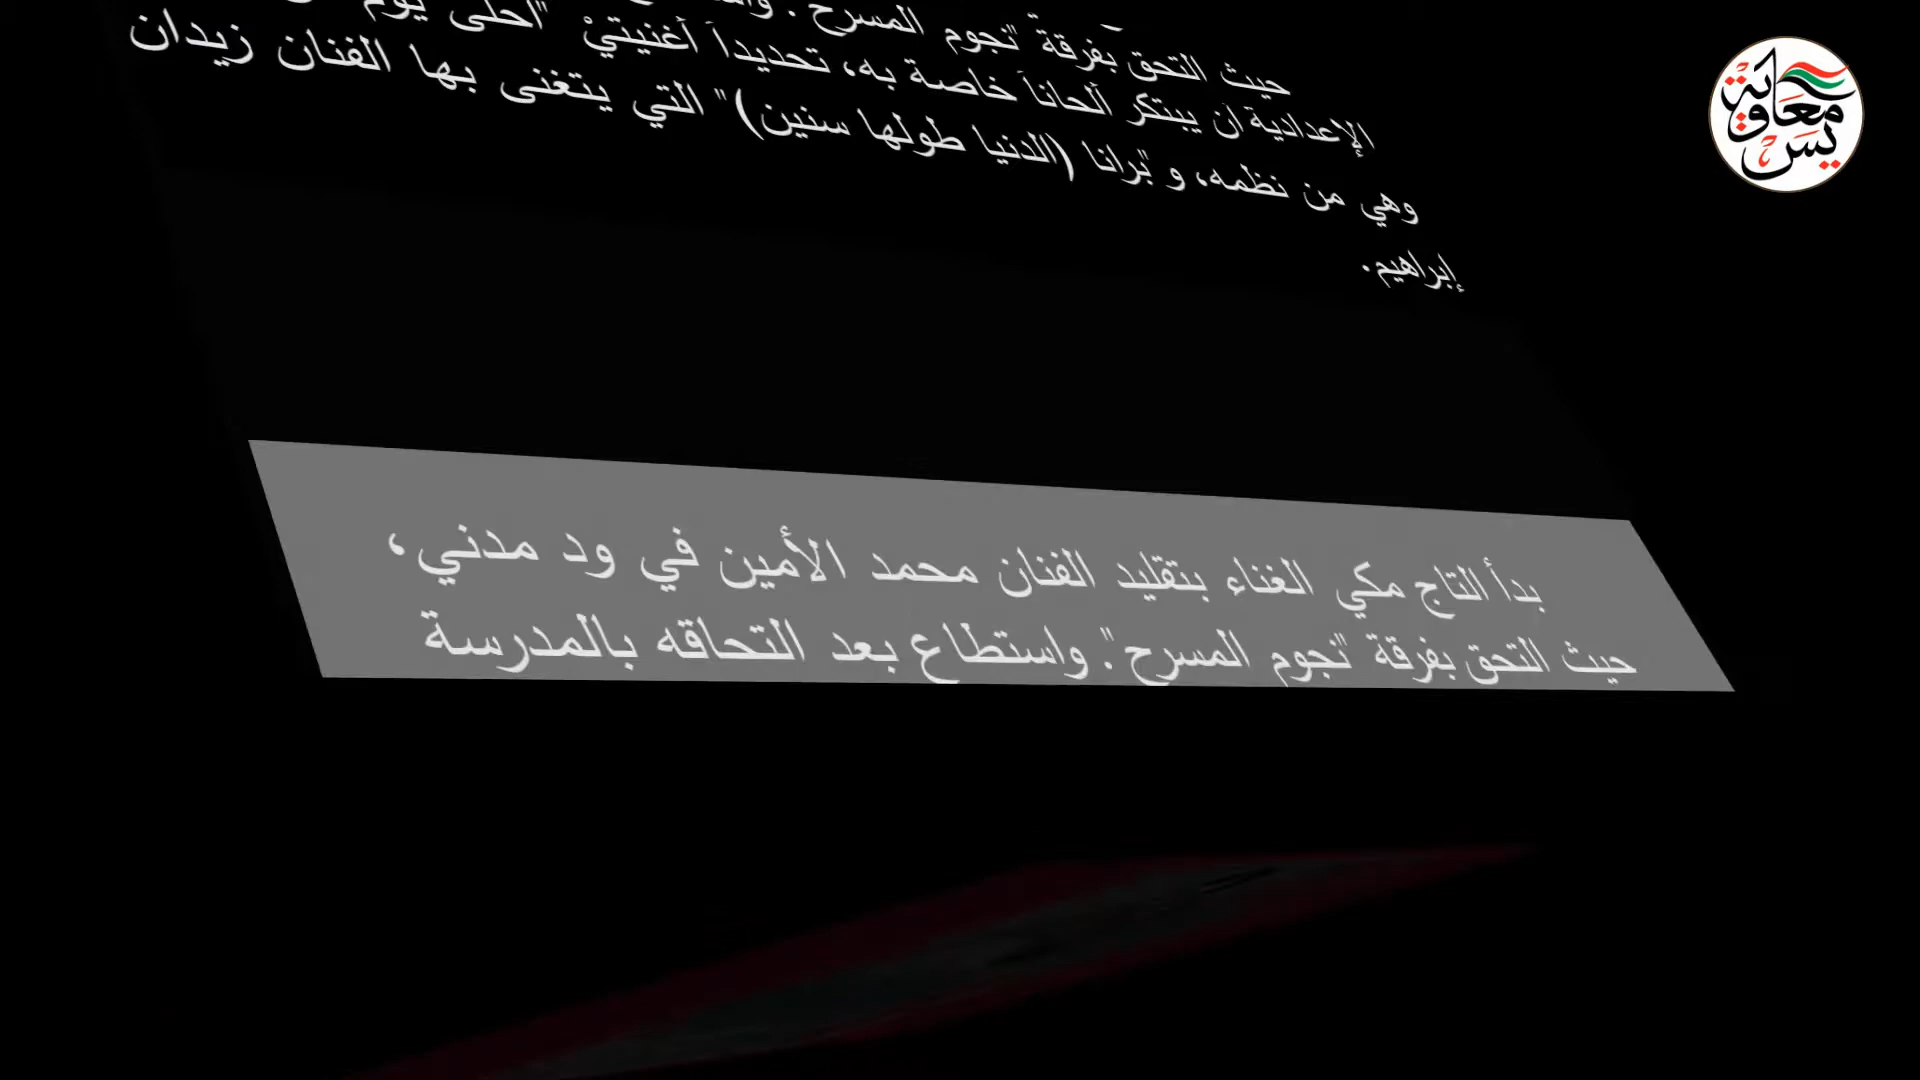 حيث التحق بفرقة "نجوم المسرح".
الإعدادية أن يبتكر ألحاناً خاصة به، تحديداً أغنيتيْ "أحلى يوم
وهي من نظمه، و"برانا (الدنيا طولها سنين)" التي يتغنى بها الفنان زيدان
إبراهيم.
بدأ التاج مكي الغناء بتقليد الفنان محمد الأمين في ود مدني،
حيث التحق بفرقة "نجوم المسرح". واستطاع بعد التحاقه بالمدرسة
معاوية
يس